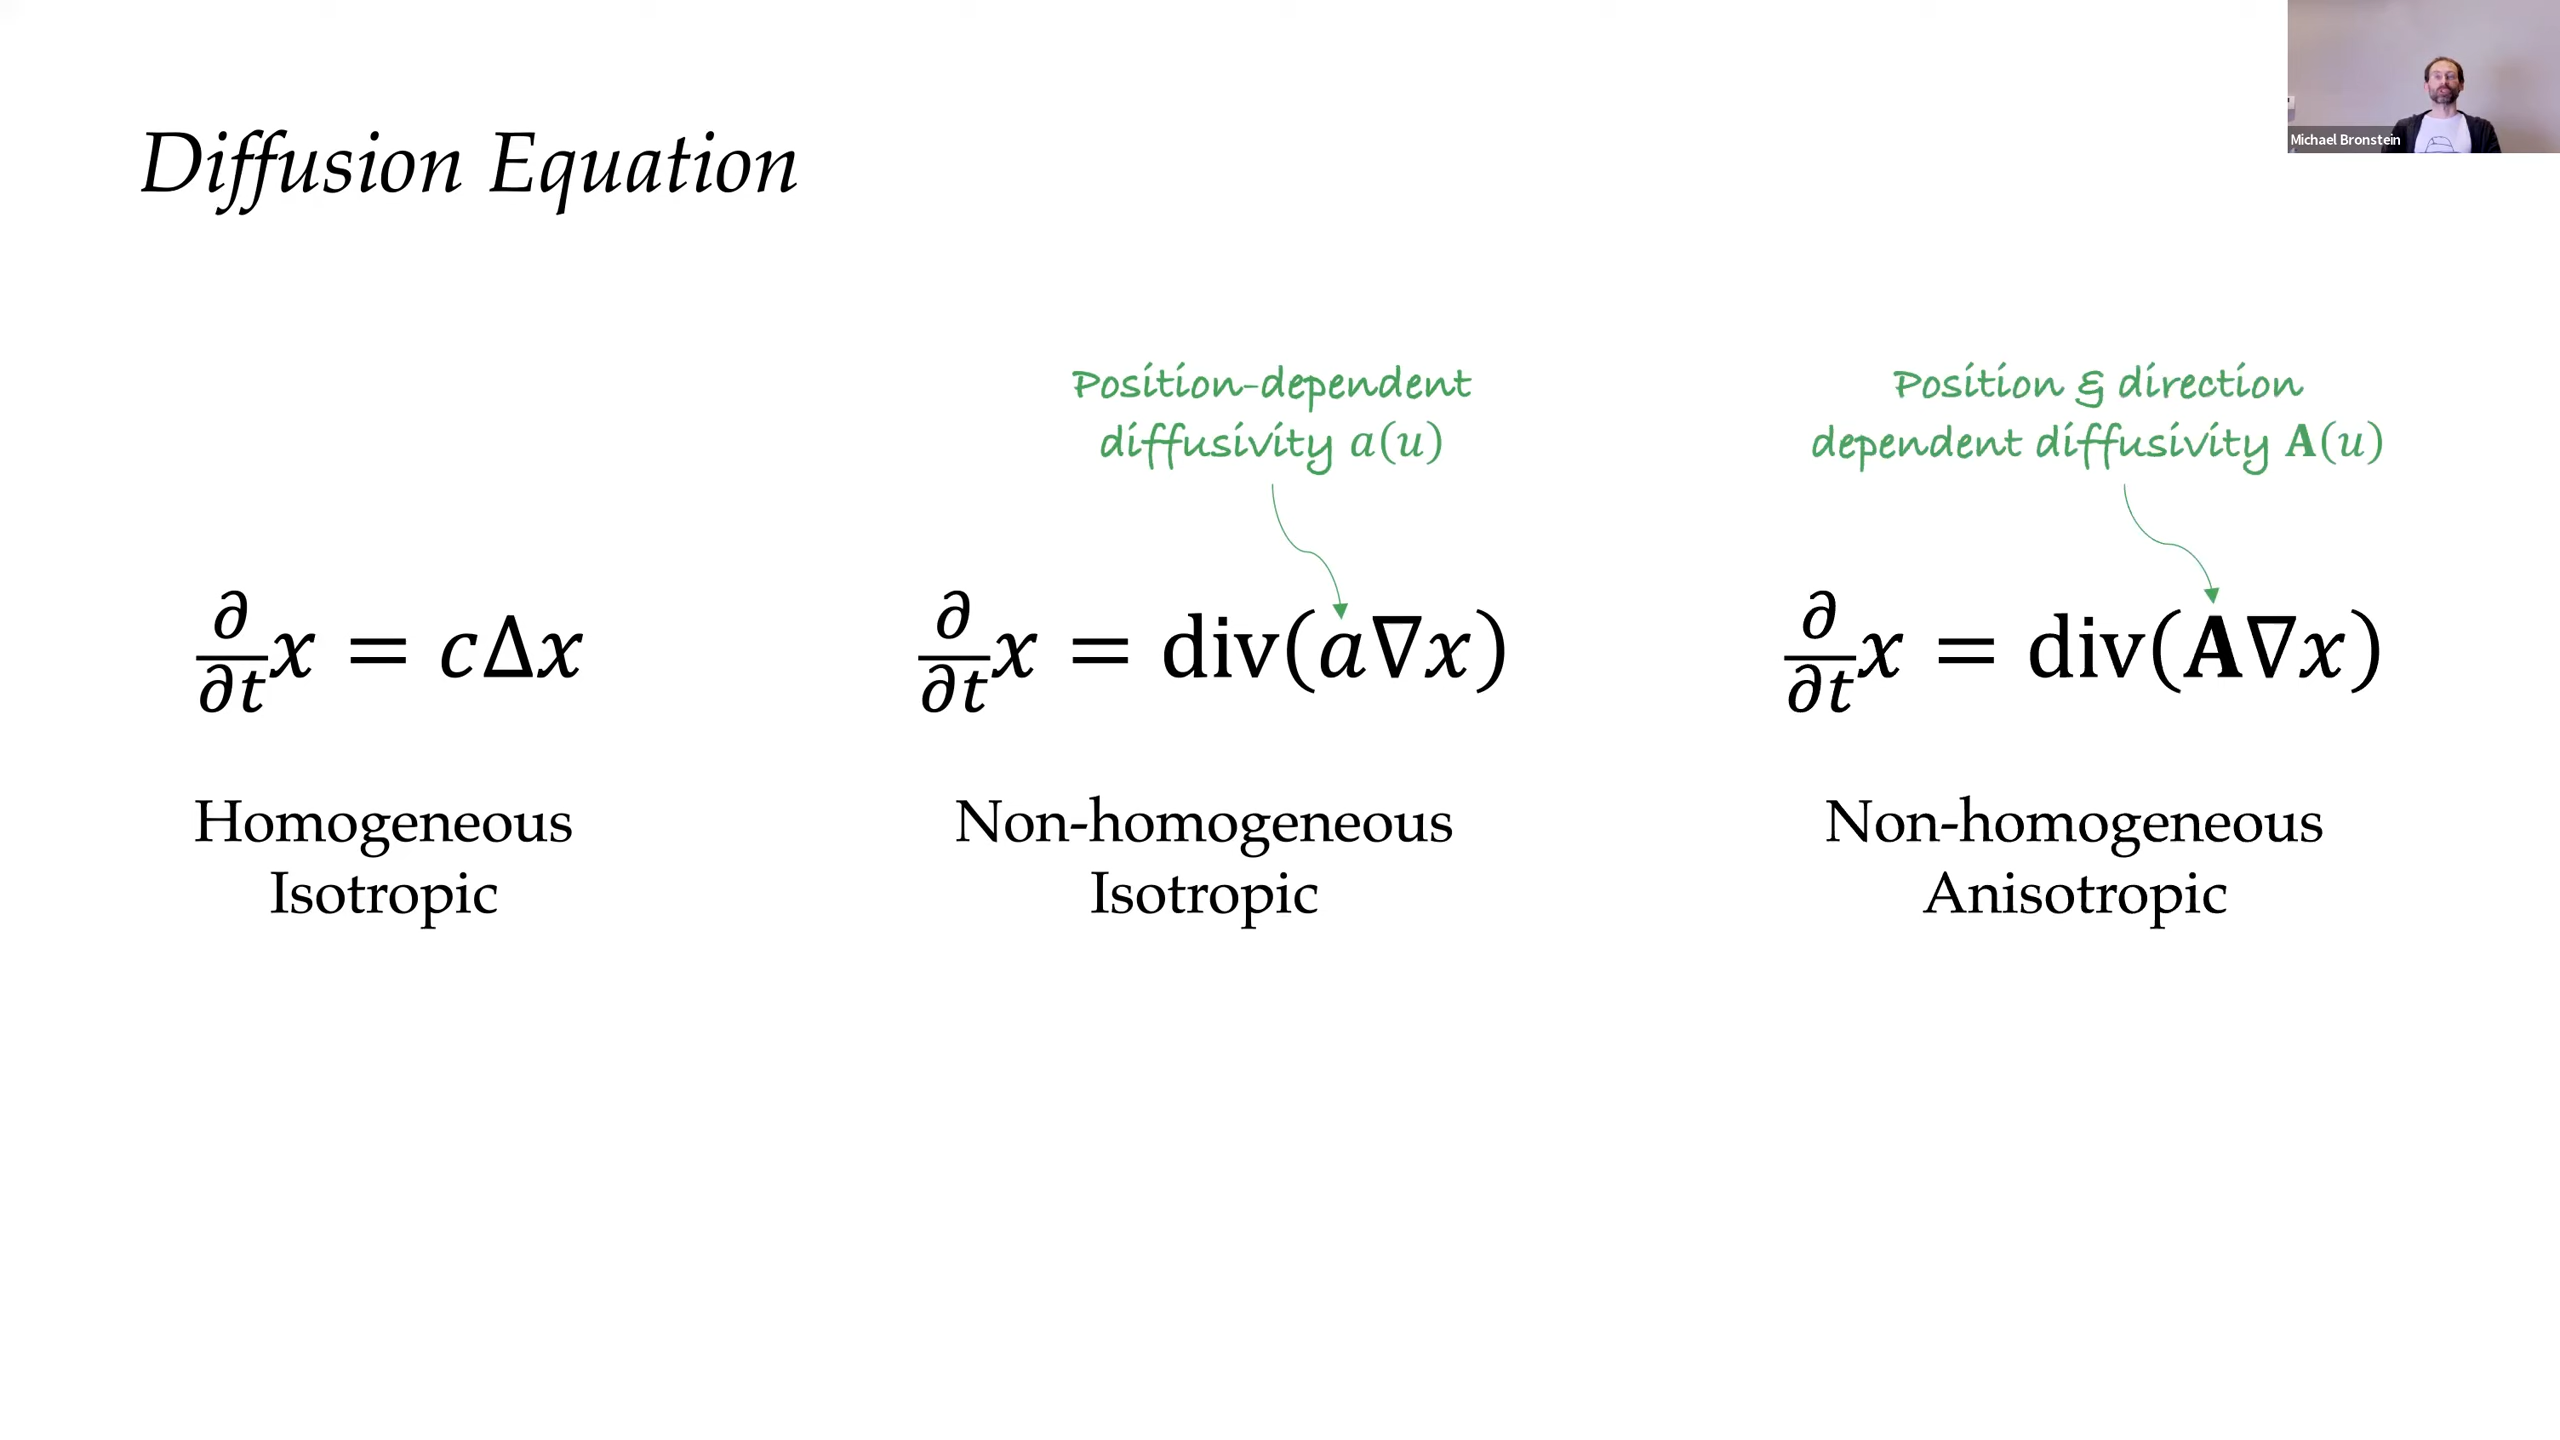 Michael Bronstein
Diffusion Equation
Position-dependent
diffusivity a(u)
Position & direction
dependent diffusivity A(u)
∂/∂t x = cΔx
∂/∂t x = div(a∇x)
∂/∂t x = div(A∇x)
Homogeneous
Isotropic
Non-homogeneous
Isotropic
Non-homogeneous
Anisotropic